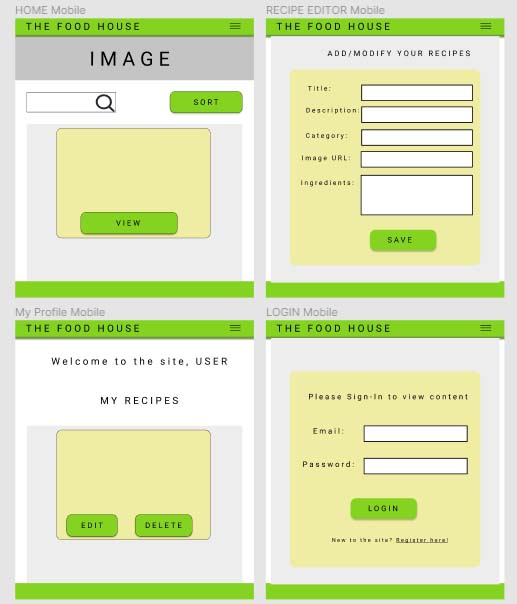 HOME Mobile
THE FOOD HOUSE
IMAGE
SORT
VIEW
RECIPE EDITOR Mobile
THE FOOD HOUSE
ADD/MODIFY YOUR RECIPES
Title:
Description:
Category:
Image URL:
Ingredients:
SAVE
My Profile Mobile
THE FOOD HOUSE
Welcome to the site, USER
MY RECIPES
EDIT DELETE
LOGIN Mobile
THE FOOD HOUSE
Please Sign-In to view content
Email:
Password:
LOGIN
New to the site? Register here!